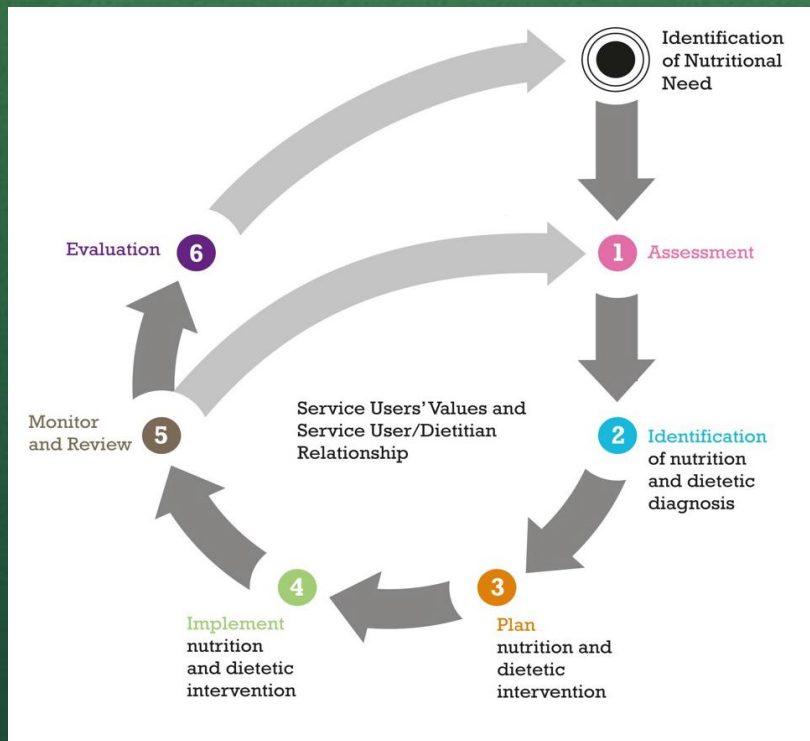 Identification
of Nutritional
Need
1
Assessment
2
Identification
of nutrition
and dietetic
diagnosis
3
Plan
nutrition and
dietetic
intervention
4
Implement
nutrition
and dietetic
intervention
5
Monitor
and Review
6
Evaluation
Service Users' Values and
Service User/Dietitian
Relationship